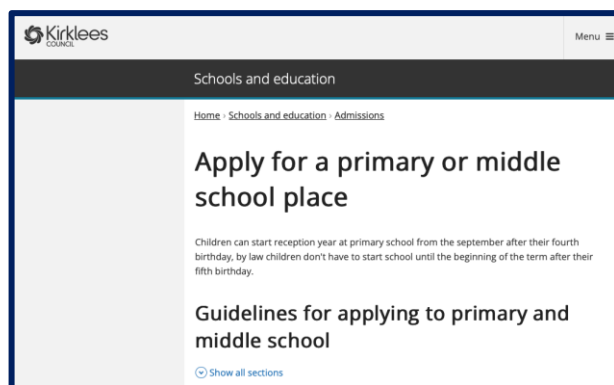 Kirklees
COUNCIL
Menu
Schools and education
Home › Schools and education › Admissions
Apply for a primary or middle
school place
Children can start reception year at primary school from the september after their fourth
birthday, by law children don't have to start school until the beginning of the term after their
fifth birthday.
Guidelines for applying to primary and
middle school
Show all sections